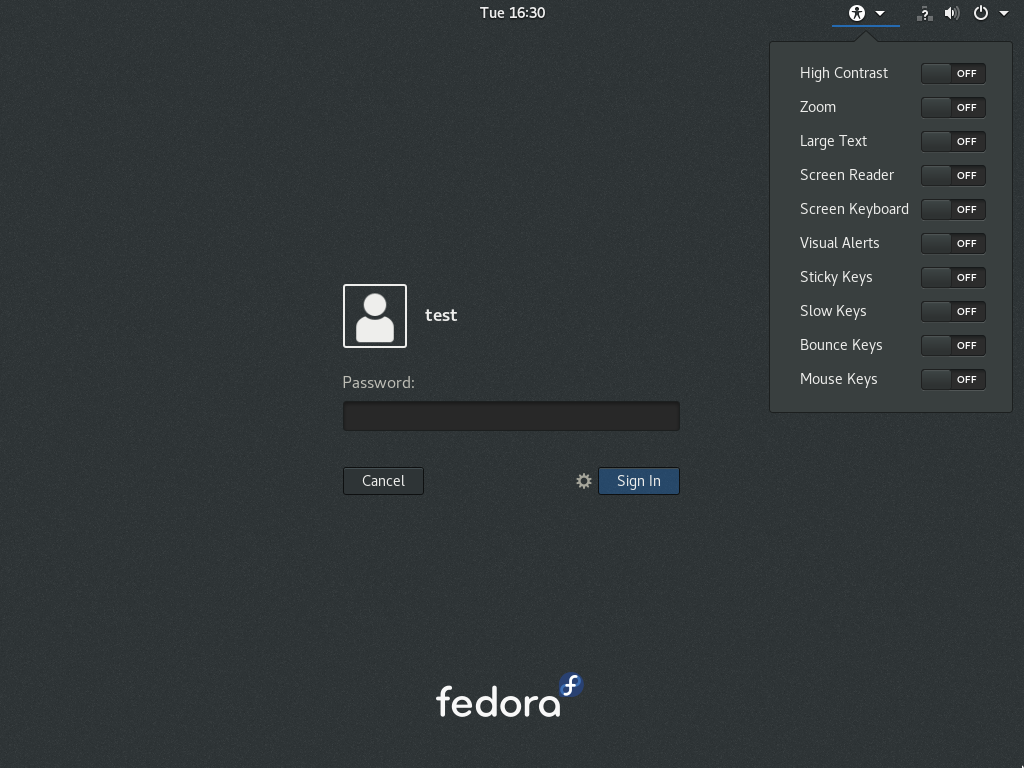 Tue 16:30
High Contrast OFF
Zoom OFF
Large Text OFF
Screen Reader OFF
Screen Keyboard OFF
Visual Alerts OFF
Sticky Keys OFF
Slow Keys OFF
Bounce Keys OFF
Mouse Keys OFF
test
Password:
Cancel Sign In
fedora